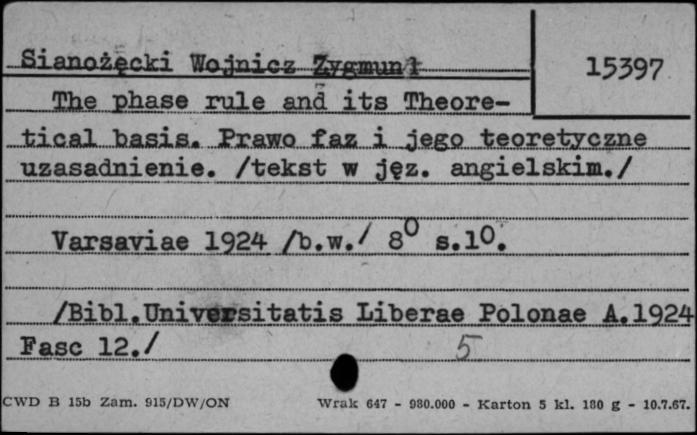 Sianożęcki Wojnicz Zygmunt
15397
The phase rule and its Theore-
tical basis. Prawo faz i jego teoretyczne
uzasadnienie. /tekst w jęz. angielskim./
Varsaviae 1924 /b.w./ 8° s.10.
/Bibl.Universitatis Liberae Polonae A.1924
Fasc 12./
5
CWD B 15b Zam. 915/DW/ON
Wrak 647 - 980.000 - Karton 5 kl. 180 g - 10.7.67.